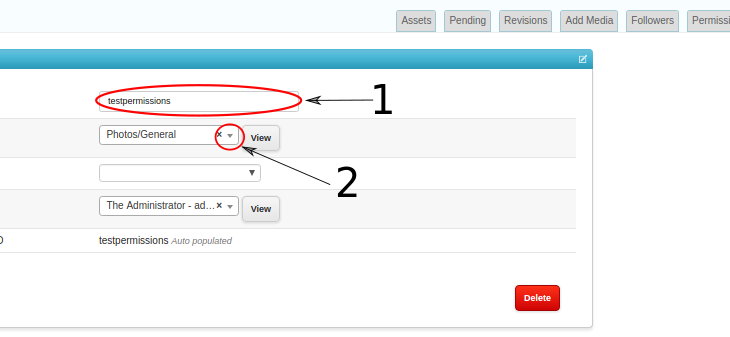 Assets Pending Revisions Add Media Followers Permissi
testpermissions
1
Photos/General × View
2
The Administrator - ad... × View
testpermissions Auto populated
Delete